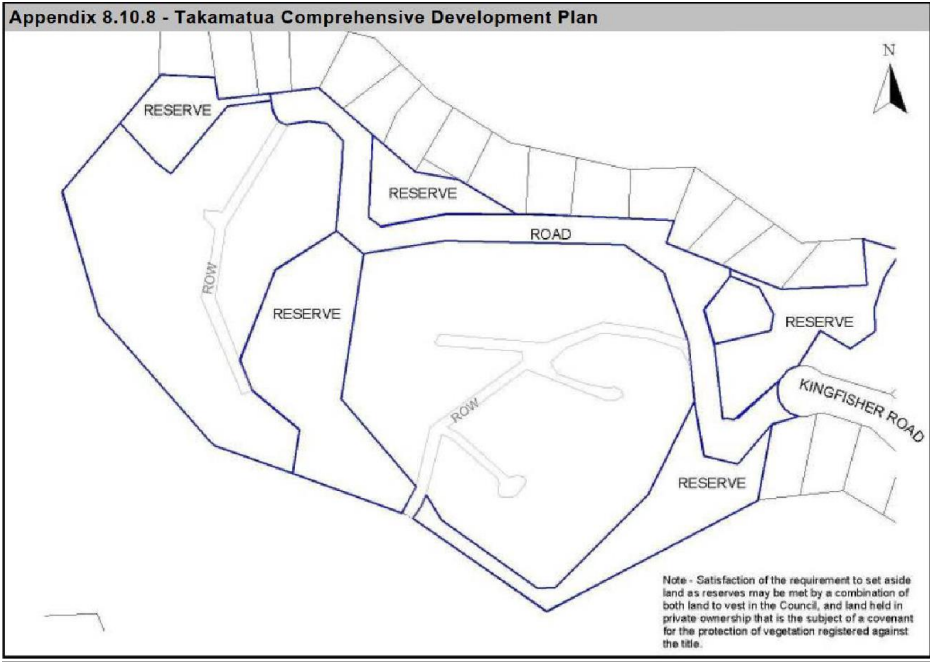 Appendix 8.10.8 - Takamatua Comprehensive Development Plan
N
RESERVE
RESERVE
ROAD
ROW
RESERVE
RESERVE
KINGFISHER ROAD
ROW
RESERVE
Note - Satisfaction of the requirement to set aside
land as reserves may be met by a combination of
both land to vest in the Council, and land held in
private ownership that is the subject of a covenant
for the protection of vegetation registered against
the title.